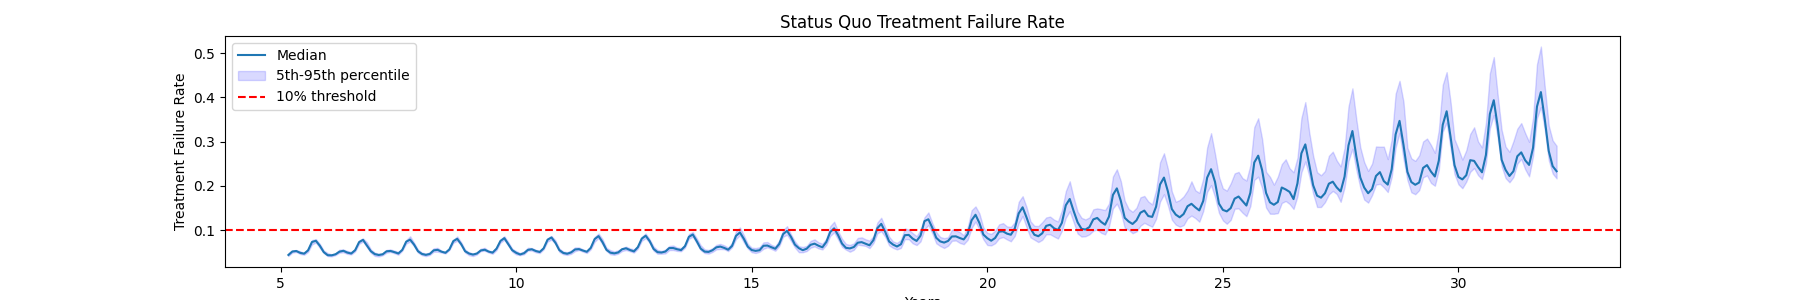 Status Quo Treatment Failure Rate
Treatment Failure Rate
Median
5th-95th percentile
10% threshold
0.5
0.4
0.3
0.2
0.1
5
10
15
20
25
30
Years